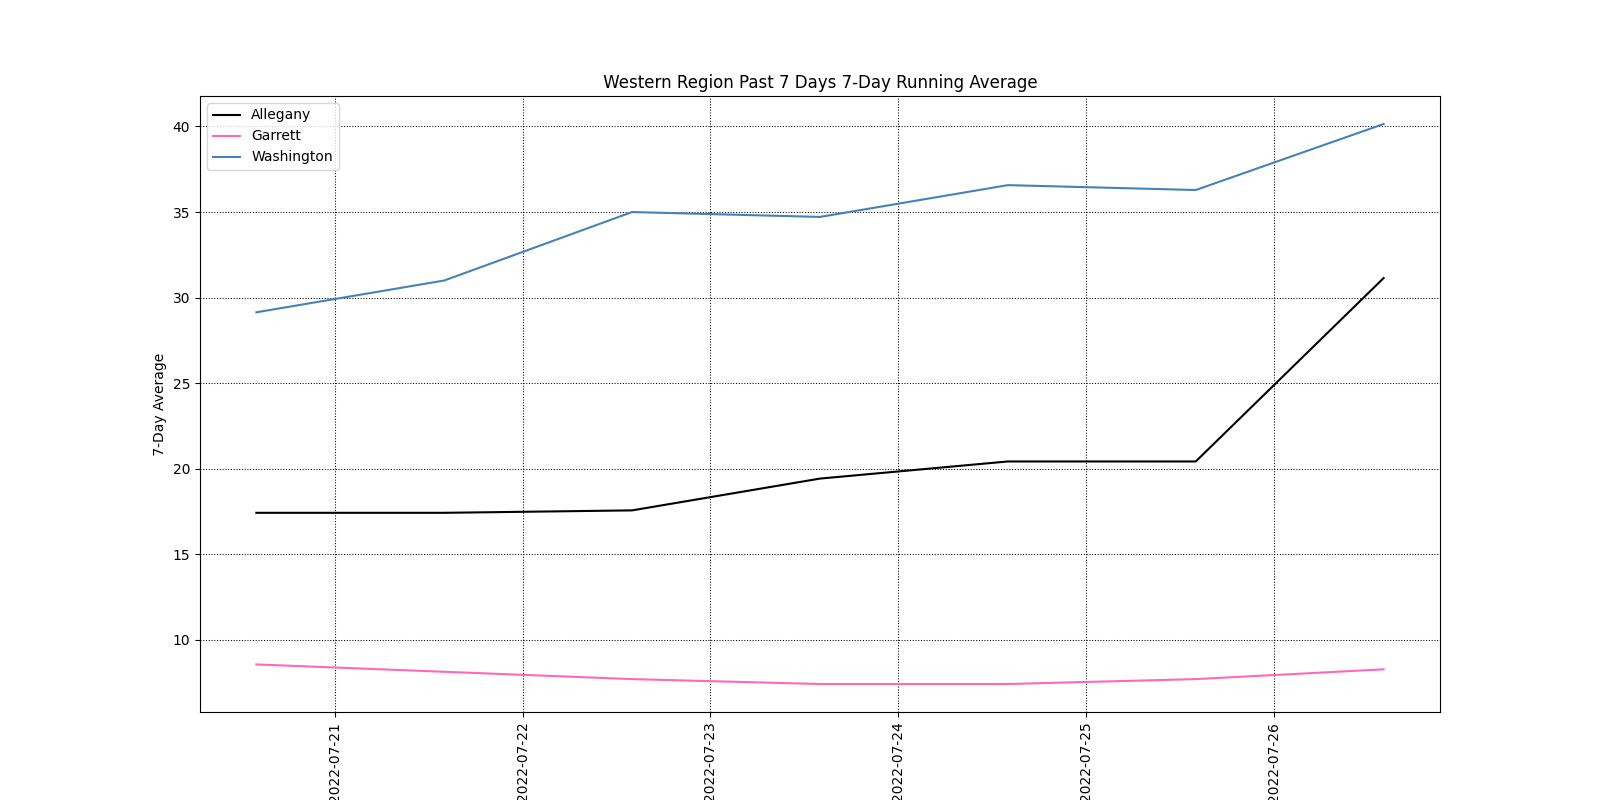 Western Region Past 7 Days 7-Day Running Average
Allegany
Garrett
Washington
40
35
30
25
20
15
10
7-Day Average
2022-07-21
2022-07-22
2022-07-23
2022-07-24
2022-07-25
2022-07-26